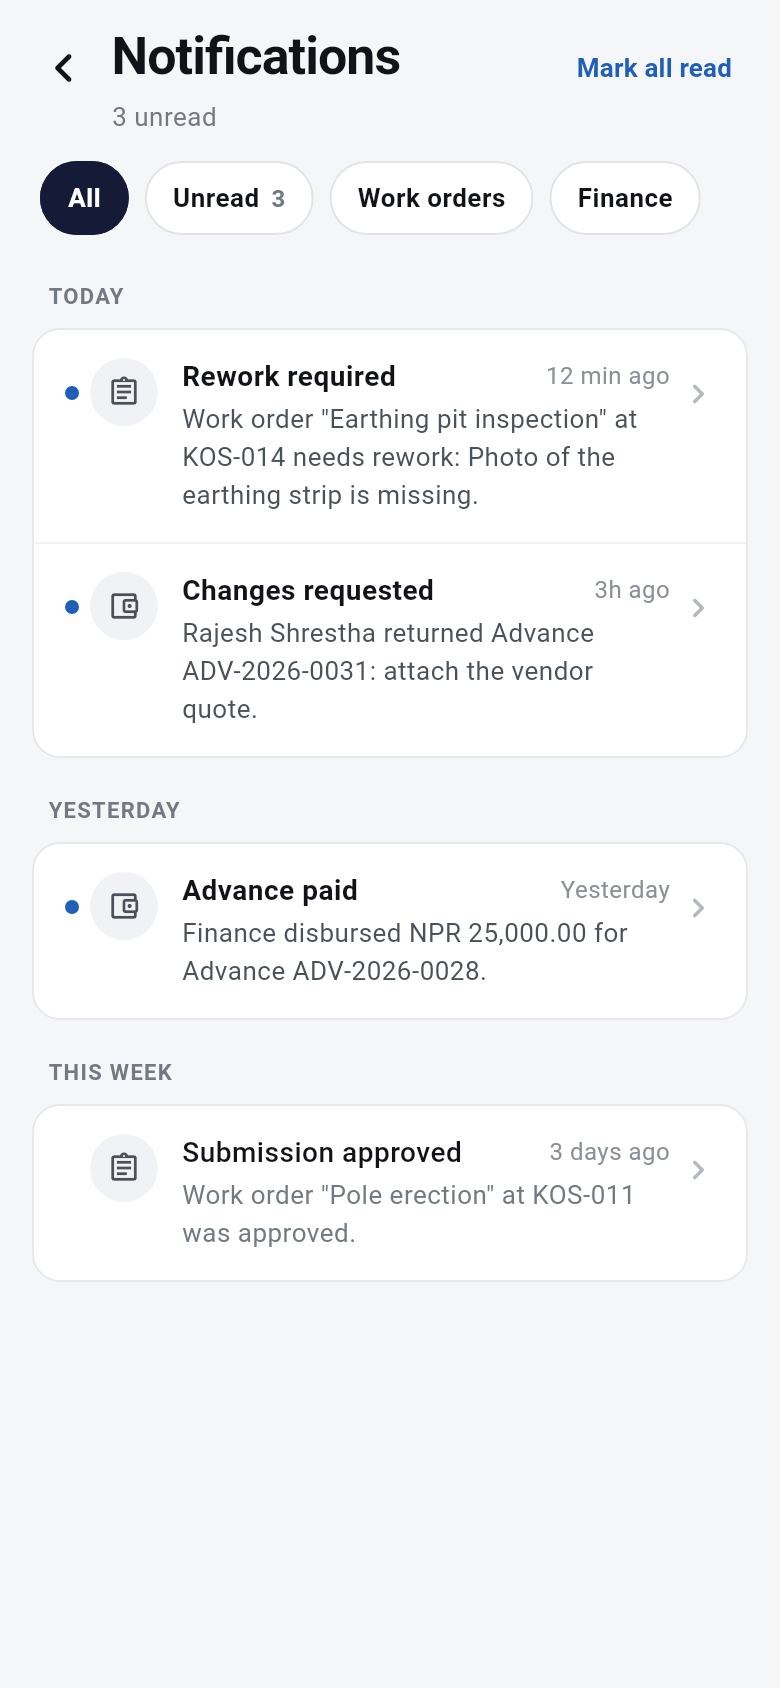 Notifications
Mark all read
3 unread
All
Unread 3
Work orders
Finance
TODAY
Rework required
12 min ago
Work order "Earthing pit inspection" at
KOS-014 needs rework: Photo of the
earthing strip is missing.
Changes requested
3h ago
Rajesh Shrestha returned Advance
ADV-2026-0031: attach the vendor
quote.
YESTERDAY
Advance paid
Yesterday
Finance disbursed NPR 25,000.00 for
Advance ADV-2026-0028.
THIS WEEK
Submission approved
3 days ago
Work order "Pole erection" at KOS-011
was approved.